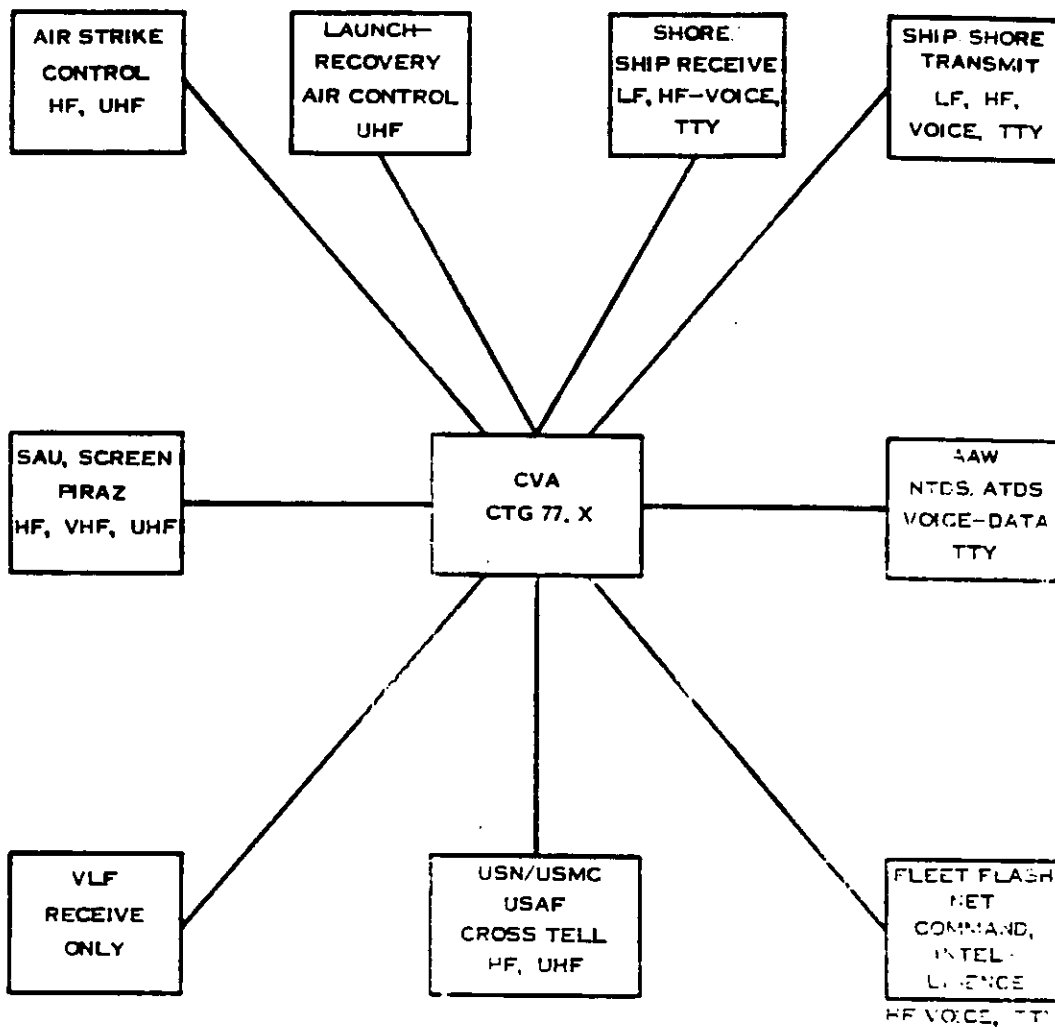 AIR STRIKE
CONTROL
HF, UHF
LAUNCH-
RECOVERY
AIR CONTROL
UHF
SHORE
SHIP RECEIVE
LF, HF-VOICE,
TTY
SHIP SHORE
TRANSMIT
LF, HF,
VOICE, TTY
SAU, SCREEN
PIRAZ
HF, VHF, UHF
CVA
CTG 77. X
AAW
NTDS, ATDS
VOICE-DATA
TTY
VLF
RECEIVE
ONLY
USN/USMC
USAF
CROSS TELL
HF, UHF
FLEET FLASH
NET
COMMAND,
INTEL-
LIGENCE
HF VOICE, TTY